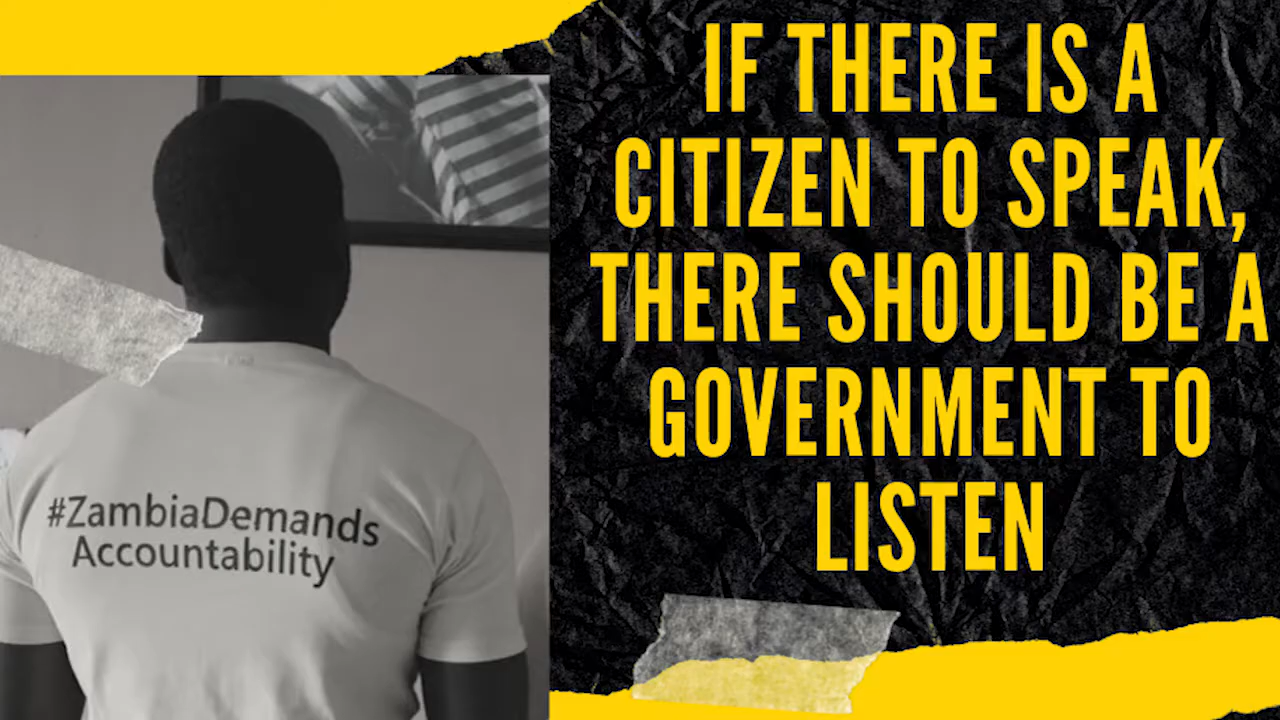 IF THERE IS A
CITIZEN TO SPEAK,
THERE SHOULD BE A
GOVERNMENT TO
LISTEN
#ZambiaDemands
Accountability